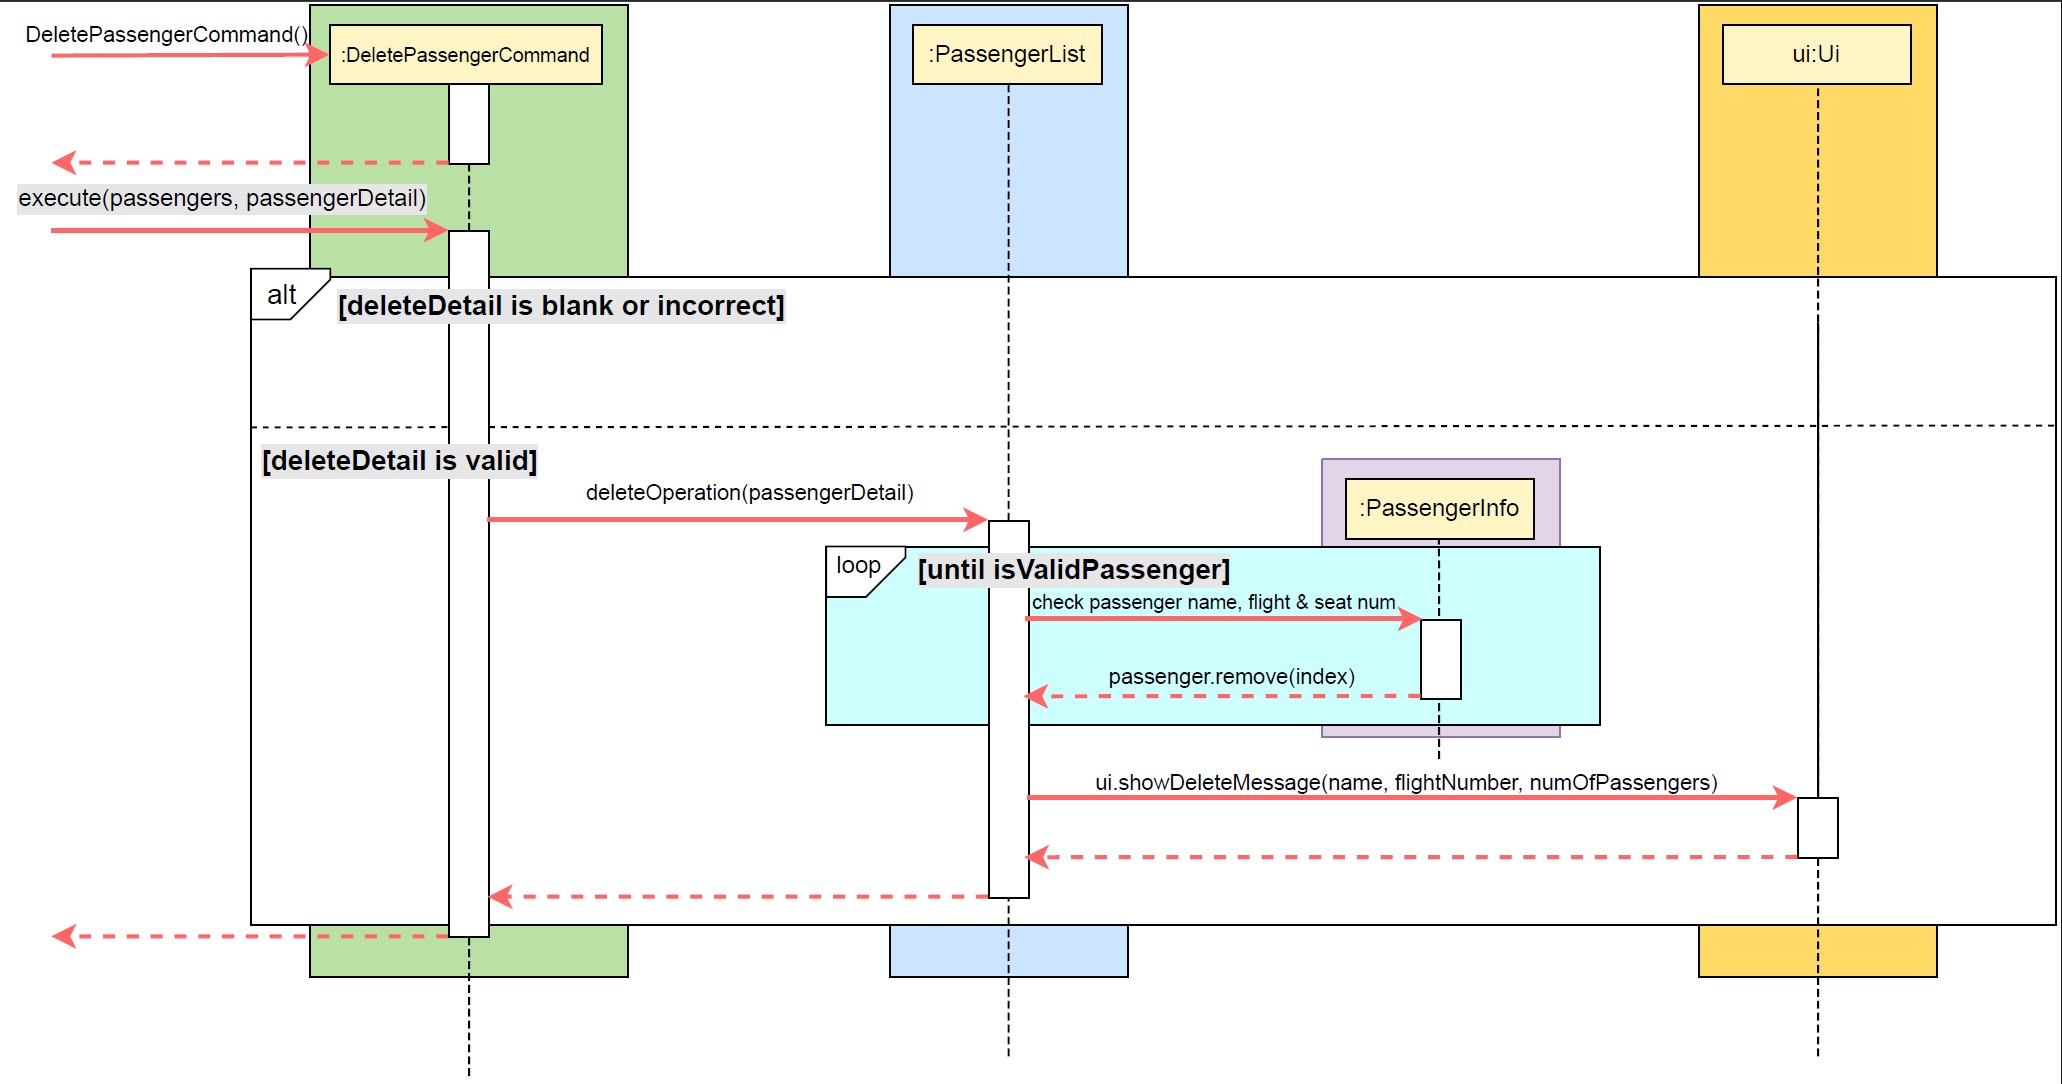 DeletePassengerCommand()
:DeletePassengerCommand
:PassengerList
ui:Ui
execute(passengers, passengerDetail)
alt
[deleteDetail is blank or incorrect]
[deleteDetail is valid]
deleteOperation(passengerDetail)
:PassengerInfo
loop
[until isValidPassenger]
check passenger name, flight & seat num
passenger.remove(index)
ui.showDeleteMessage(name, flightNumber, numOfPassengers)